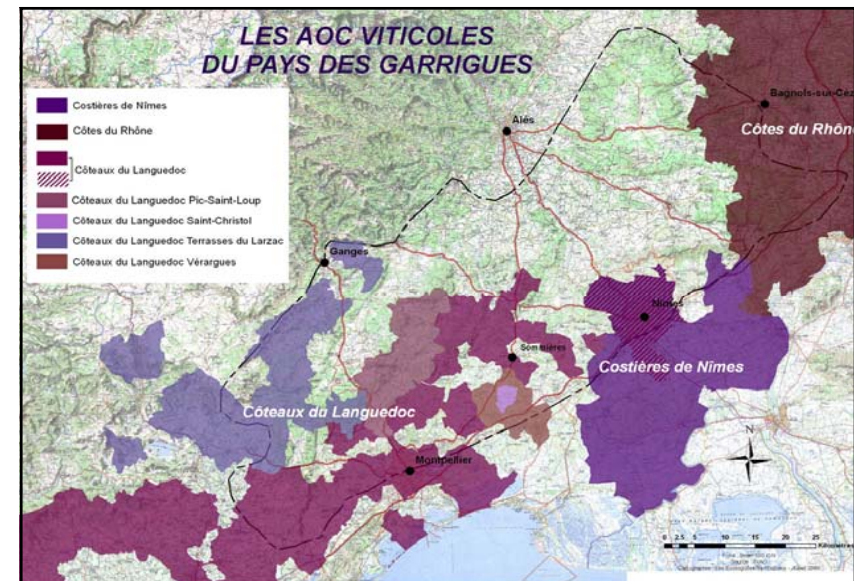 LES AOC VITICOLES
DU PAYS DES GARRIGUES
Costières de Nîmes
Côtes du Rhône
Côteaux du Languedoc
Côteaux du Languedoc Pic-Saint-Loup
Côteaux du Languedoc Saint-Christol
Côteaux du Languedoc Terrasses du Larzac
Côteaux du Languedoc Vérargues
Bagnols-sur-Cèz
Alès
Côtes du Rhôn
Ganges
Nîmes
Sommières
Costières de Nîmes
Côteaux du Languedoc
Montpellier
N
0 2,5 5 10 15 20 25
Kilomètres